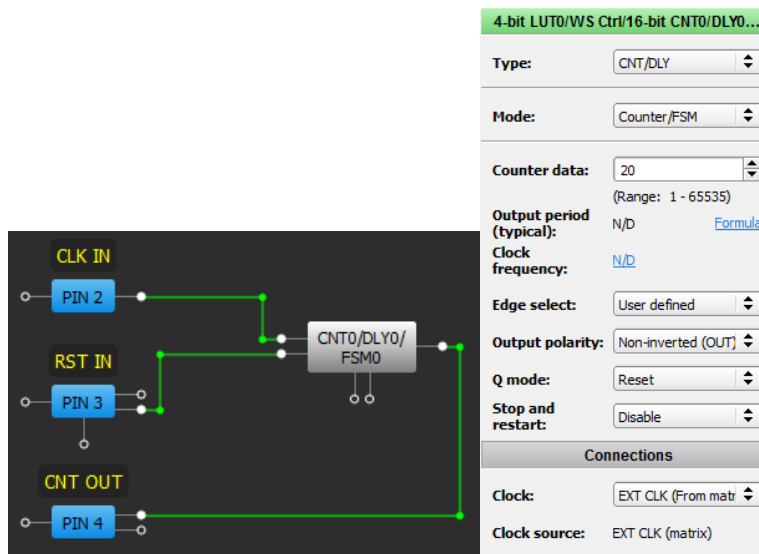 CLK IN
PIN 2
RST IN
PIN 3
CNT OUT
PIN 4
CNT0/DLY0/
FSM0
4-bit LUT0/WS Ctrl/16-bit CNT0/DLY0...
Type:
CNT/DLY
Mode:
Counter/FSM
Counter data:
20
(Range: 1 - 65535)
Output period
(typical):
N/D
Formula
Clock
frequency:
N/D
Edge select:
User defined
Output polarity:
Non-inverted (OUT)
Q mode:
Reset
Stop and
restart:
Disable
Connections
Clock:
EXT CLK (From matr
Clock source:
EXT CLK (matrix)